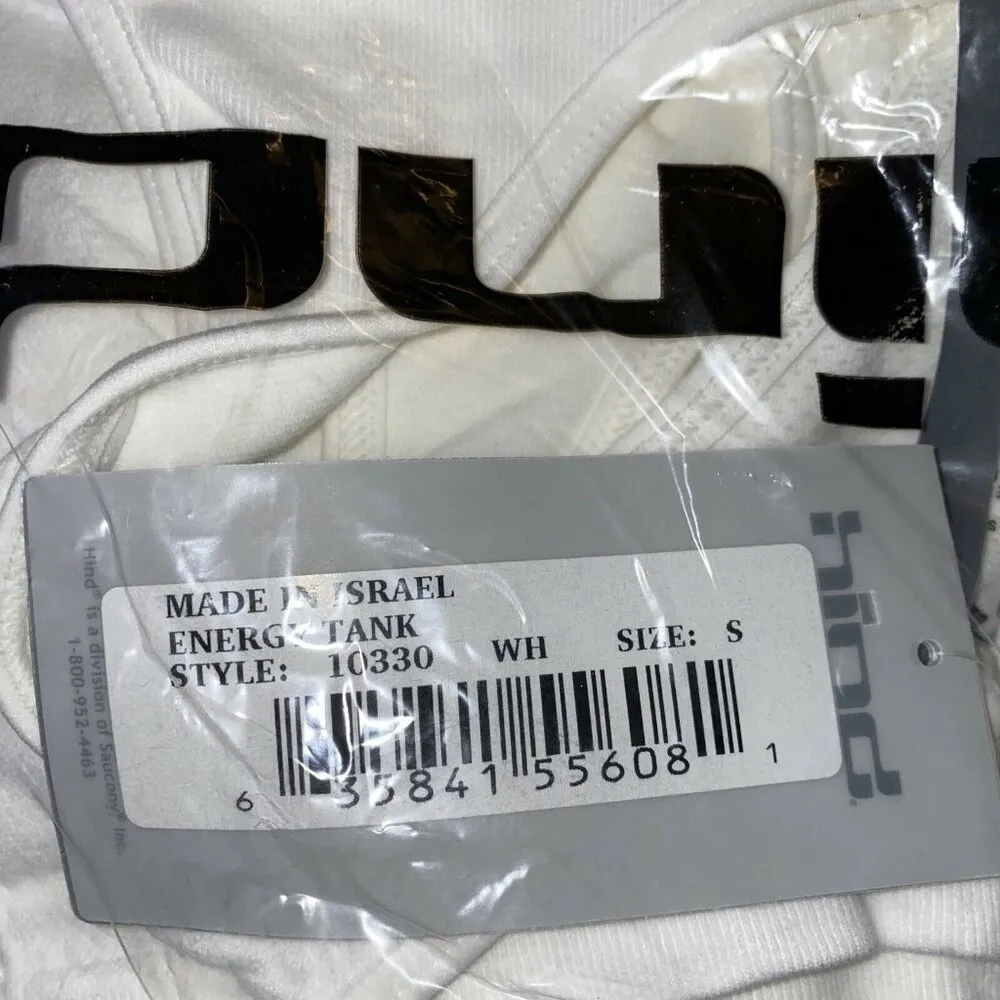 hind
MADE IN ISRAEL
ENERGY TANK
STYLE: 10330 WH SIZE: S
6 35841 55608 1
hind
Hind® is a division of Saucony, Inc.
1-800-952-4463